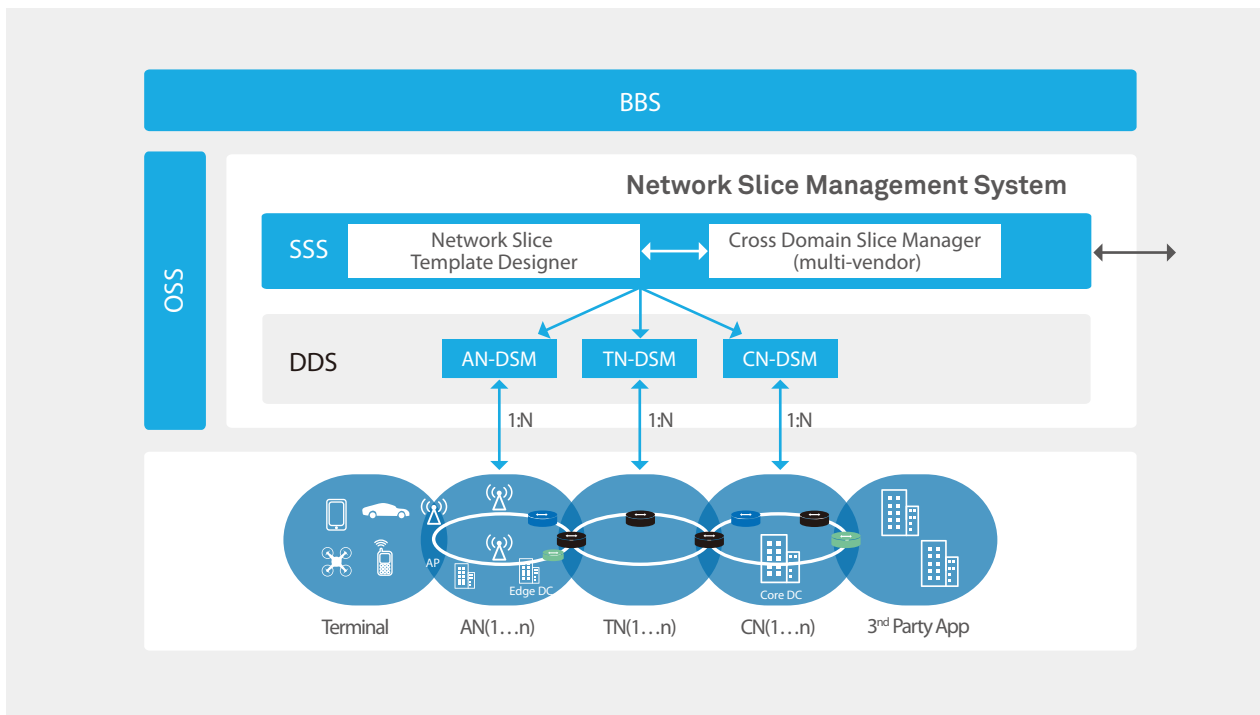 BBS
OSS
Network Slice Management System
SSS
Network Slice
Template Designer
Cross Domain Slice Manager
(multi-vendor)
DDS
AN-DSM
TN-DSM
CN-DSM
1:N
1:N
1:N
AP
Edge DC
Core DC
Terminal
AN(1…n)
TN(1…n)
CN(1…n)
3nd Party App